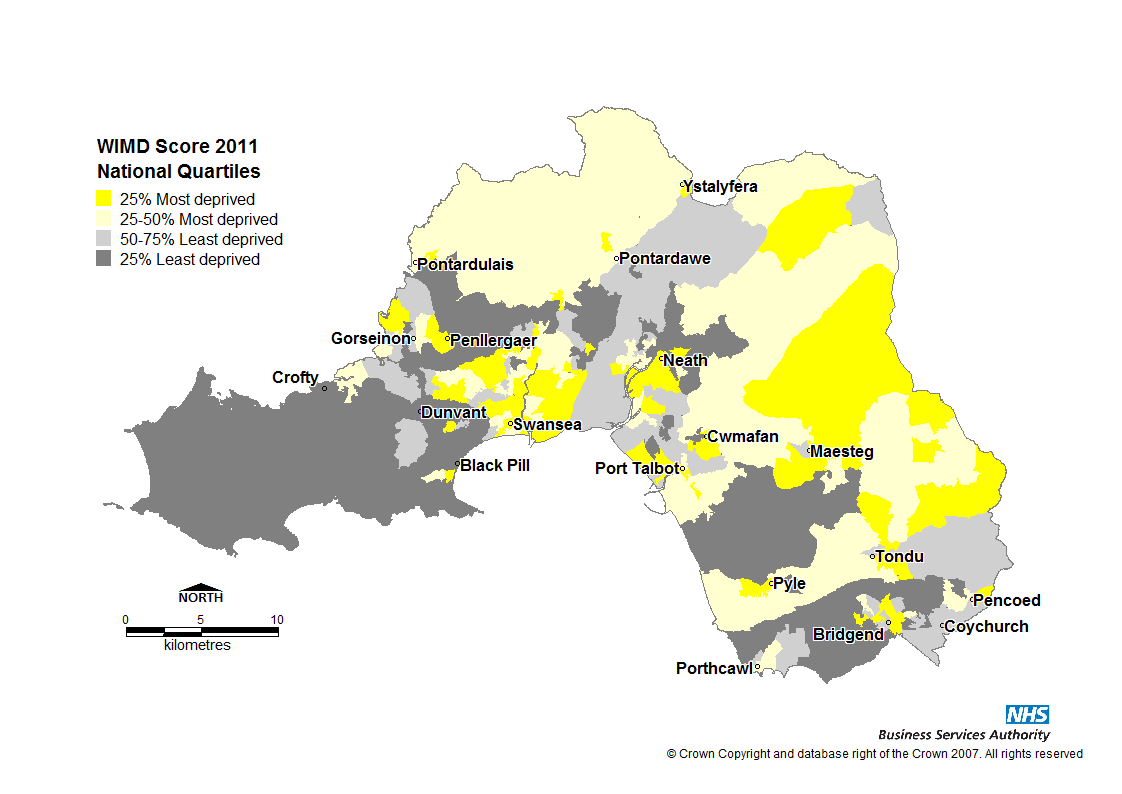 WIMD Score 2011
National Quartiles
25% Most deprived
25-50% Most deprived
50-75% Least deprived
25% Least deprived
Ystalyfera
Pontardulais
Pontardawe
Gorseinon
Penllergaer
Neath
Crofty
Dunvant
Swansea
Cwmafan
Maesteg
Black Pill
Port Talbot
Tondu
Pyle
Pencoed
Bridgend
Coychurch
Porthcawl
NORTH
0 5 10
kilometres
NHS
Business Services Authority
© Crown Copyright and database right of the Crown 2007. All rights reserved